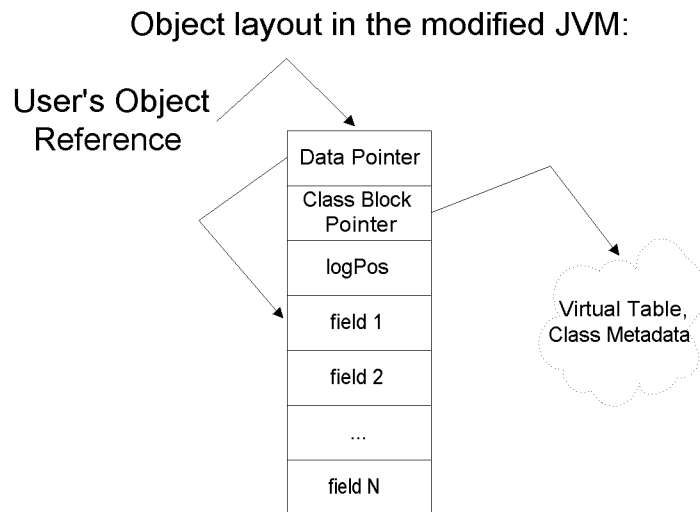 Object layout in the modified JVM:
User's Object
Reference
Data Pointer
Class Block
Pointer
logPos
field 1
field 2
...
field N
Virtual Table,
Class Metadata